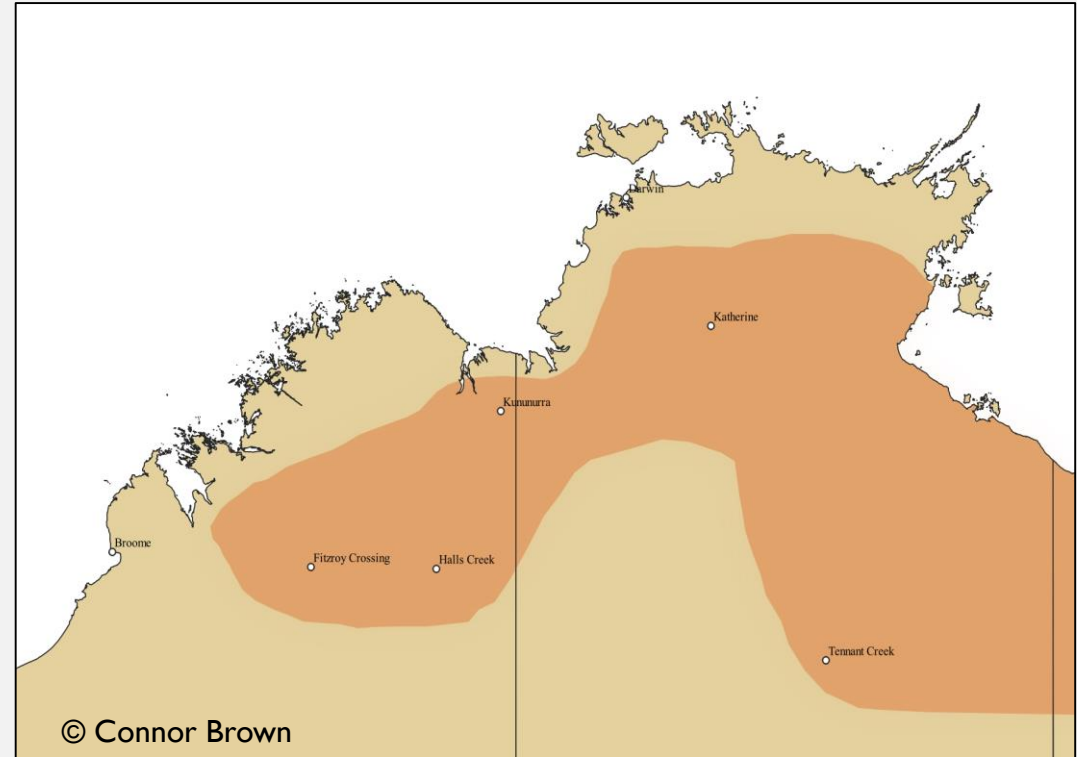 Darwin
Katherine
Kununurra
Broome
Fitzroy Crossing
Halls Creek
Tennant Creek
© Connor Brown